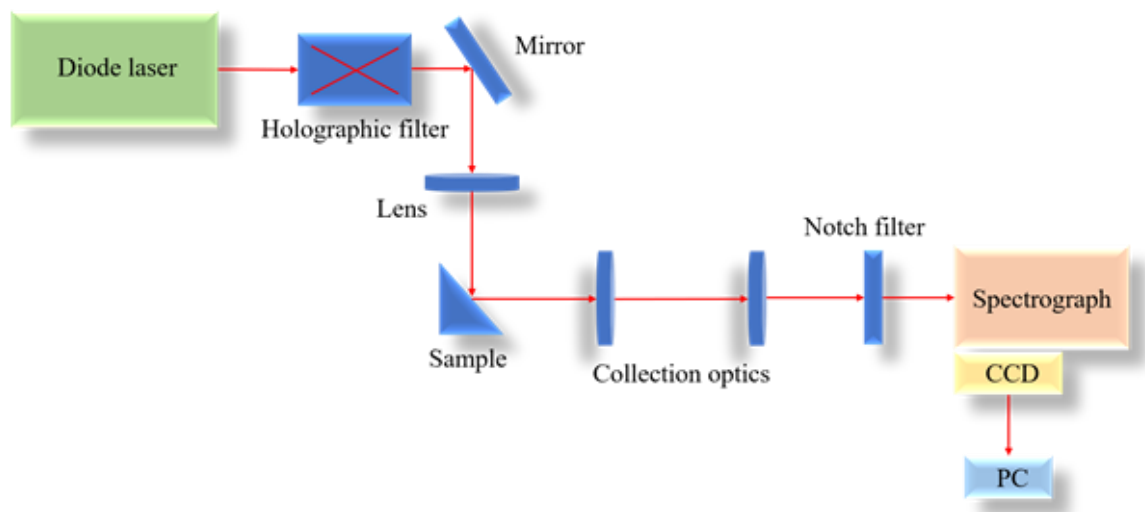 Diode laser
Mirror
Holographic filter
Lens
Notch filter
Spectrograph
Sample
Collection optics
CCD
PC